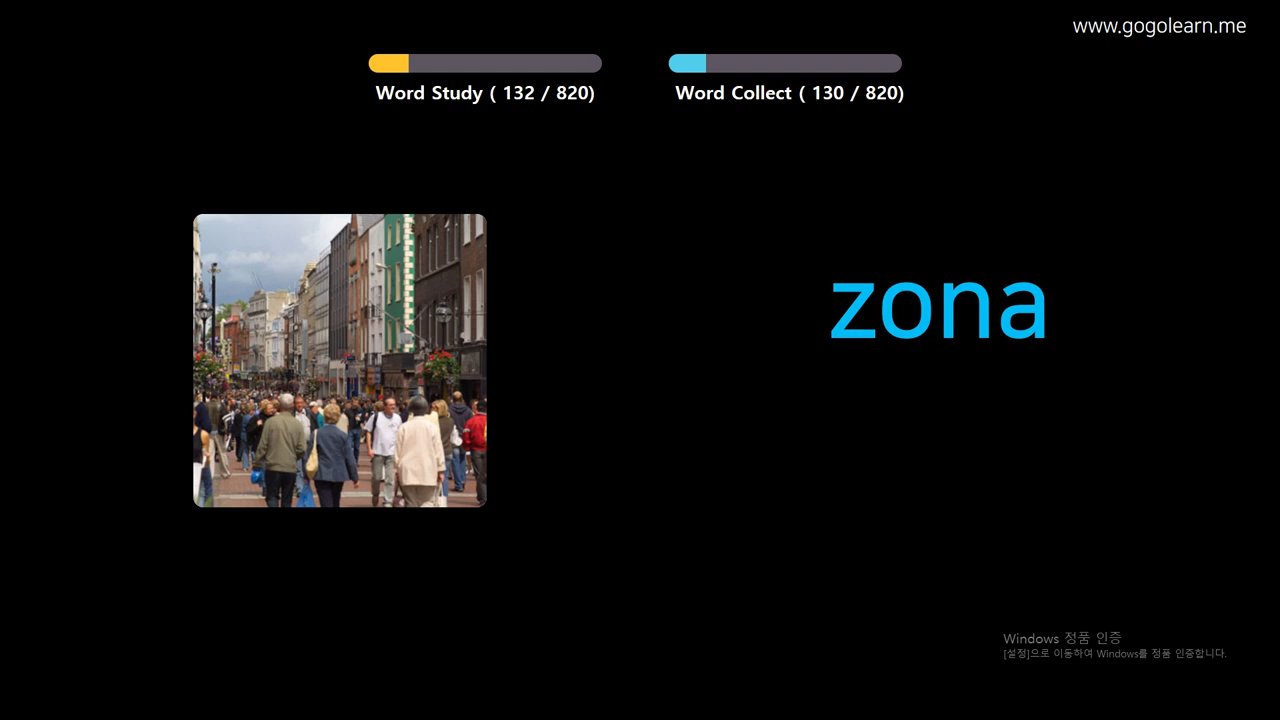 www.gogolearn.me
Word Study ( 132 / 820)
Word Collect ( 130 / 820)
zona
Windows 정품 인증
[설정]으로 이동하여 Windows를 정품 인증합니다.